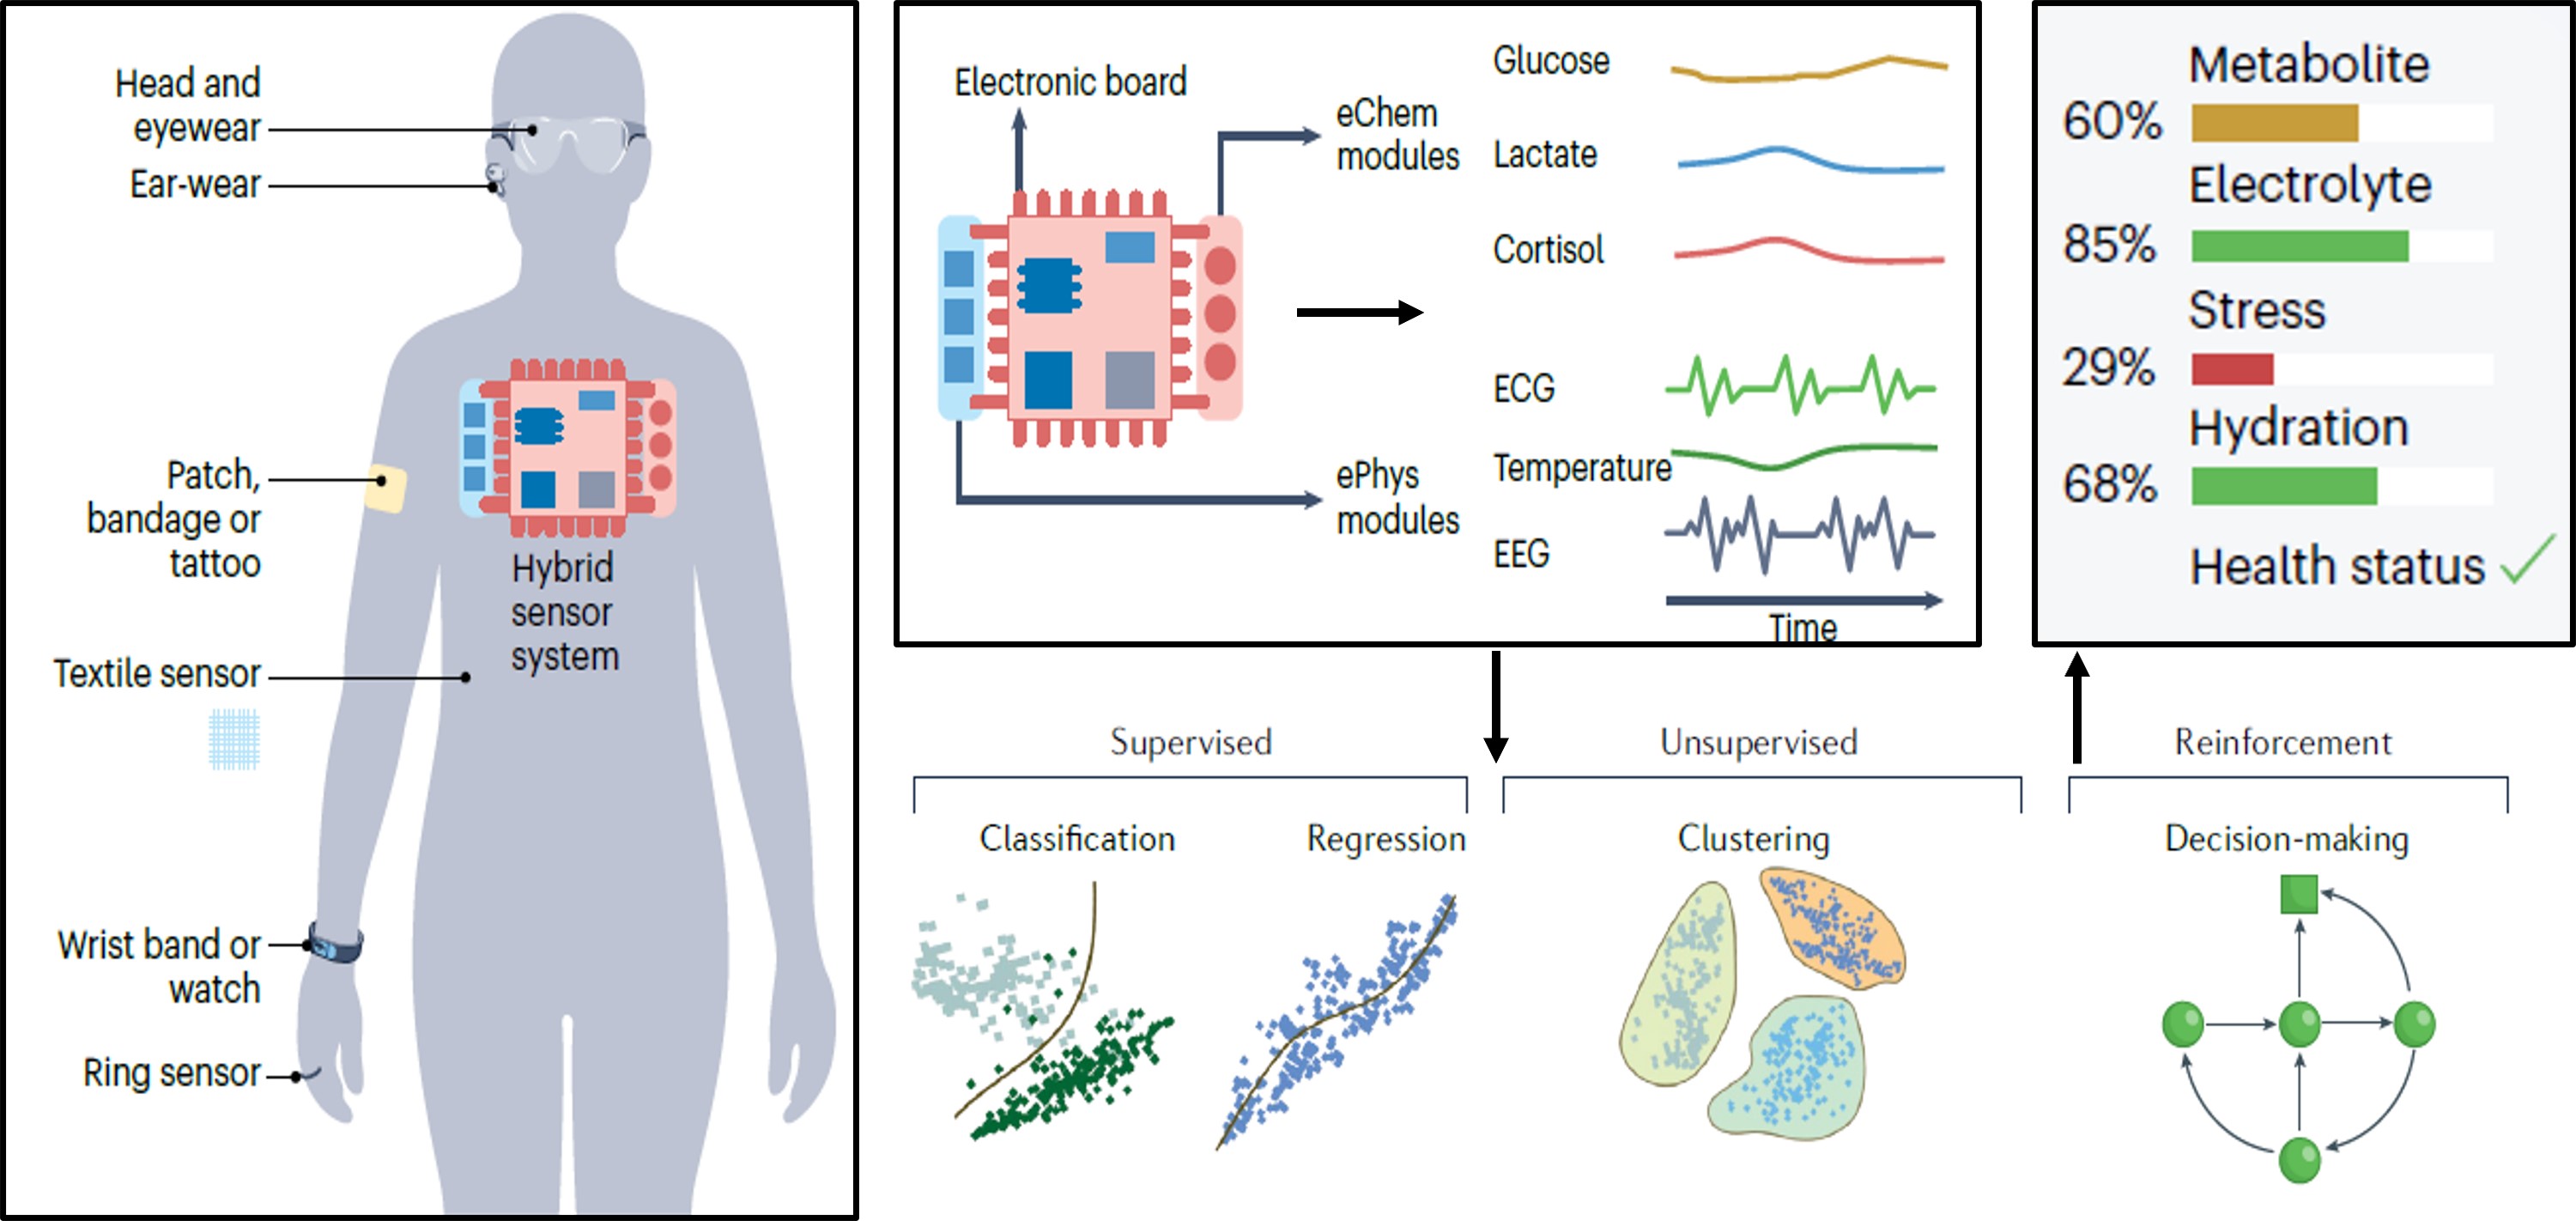 Head and
eyewear
Ear-wear
Patch,
bandage or
tattoo
Hybrid
sensor
system
Textile sensor
Wrist band or
watch
Ring sensor
Electronic board
eChem
modules
ePhys
modules
Glucose
Lactate
Cortisol
ECG
Temperature
EEG
Time
Metabolite
60%
Electrolyte
85%
Stress
29%
Hydration
68%
Health status
Supervised
Classification
Regression
Unsupervised
Clustering
Reinforcement
Decision-making